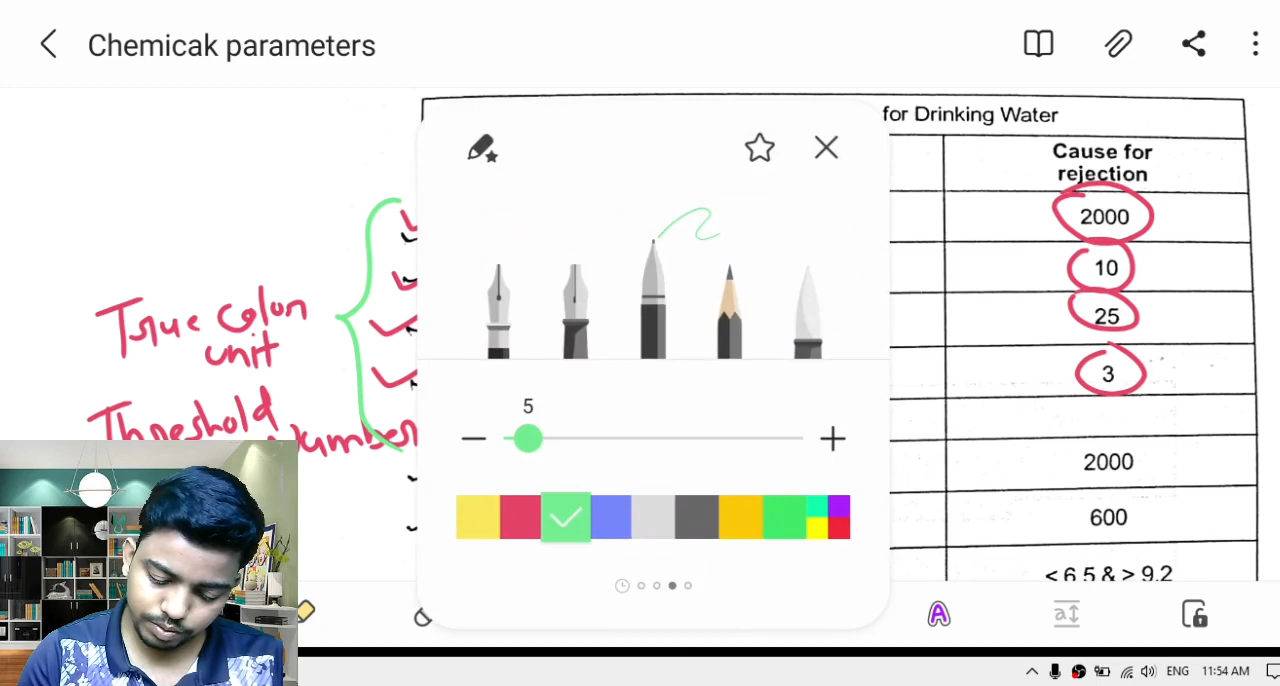 Chemicak parameters
for Drinking Water
Cause for
rejection
2000
10
25
3
2000
600
< 6.5 & > 9.2
True Colon
unit
Threshold
Number
5
A
a
ENG 11:54 AM